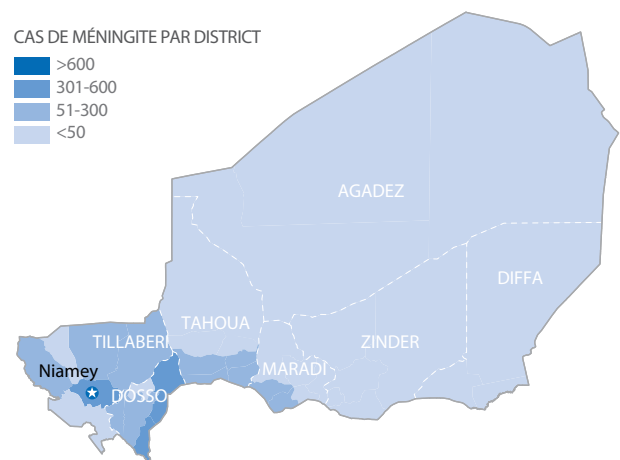 CAS DE MÉNINGITE PAR DISTRICT
>600
301-600
51-300
<50
AGADEZ
DIFFA
TAHOUA
TILLABERI
ZINDER
MARADI
Niamey
DOSSO